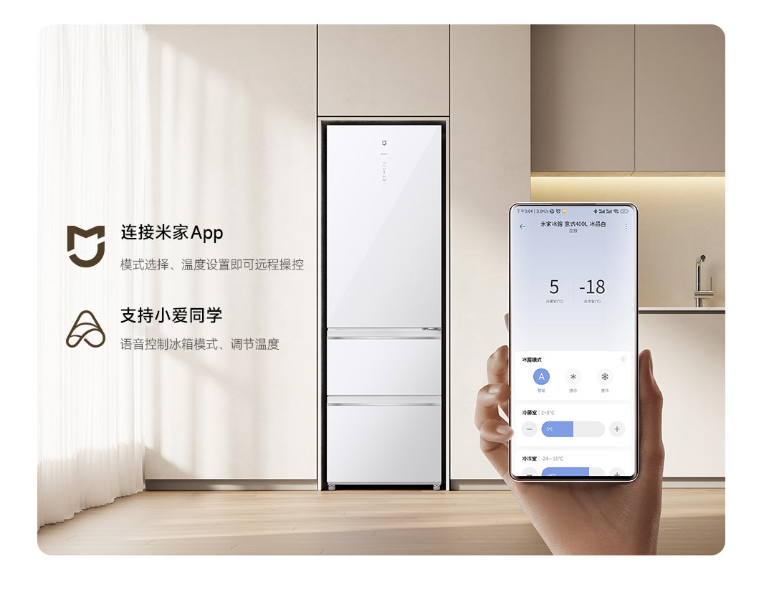 连接米家App
模式选择、温度设置即可远程操控
支持小爱同学
语音控制冰箱模式、调节温度
米家冰箱 意式400L 冰晶白
5
-18
冰箱模式
A
冷藏室
2~8℃
冷冻室